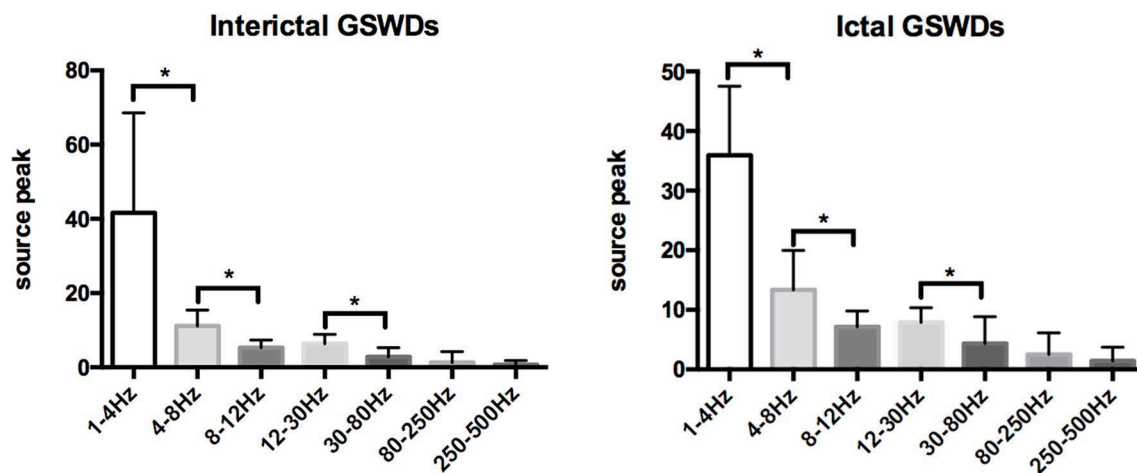 Interictal GSWDs
source peak
80
60
40
20
0
*
*
*
1-4Hz
4-8Hz
8-12Hz
12-30Hz
30-80Hz
80-250Hz
250-500Hz
Ictal GSWDs
source peak
50
40
30
20
10
0
*
*
*
1-4Hz
4-8Hz
8-12Hz
12-30Hz
30-80Hz
80-250Hz
250-500Hz